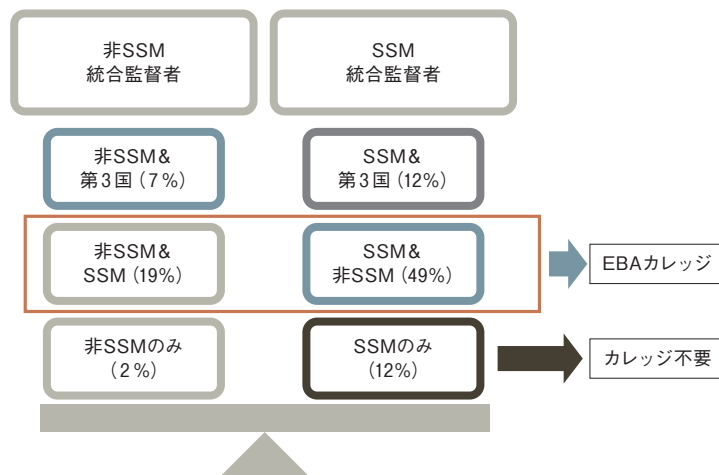 非SSM
統合監督者
SSM
統合監督者
非SSM&
第3国（7%）
SSM&
第3国（12%）
非SSM&
SSM（19%）
SSM&
非SSM（49%）
EBAカレッジ
非SSMのみ
（2%）
SSMのみ
（12%）
カレッジ不要